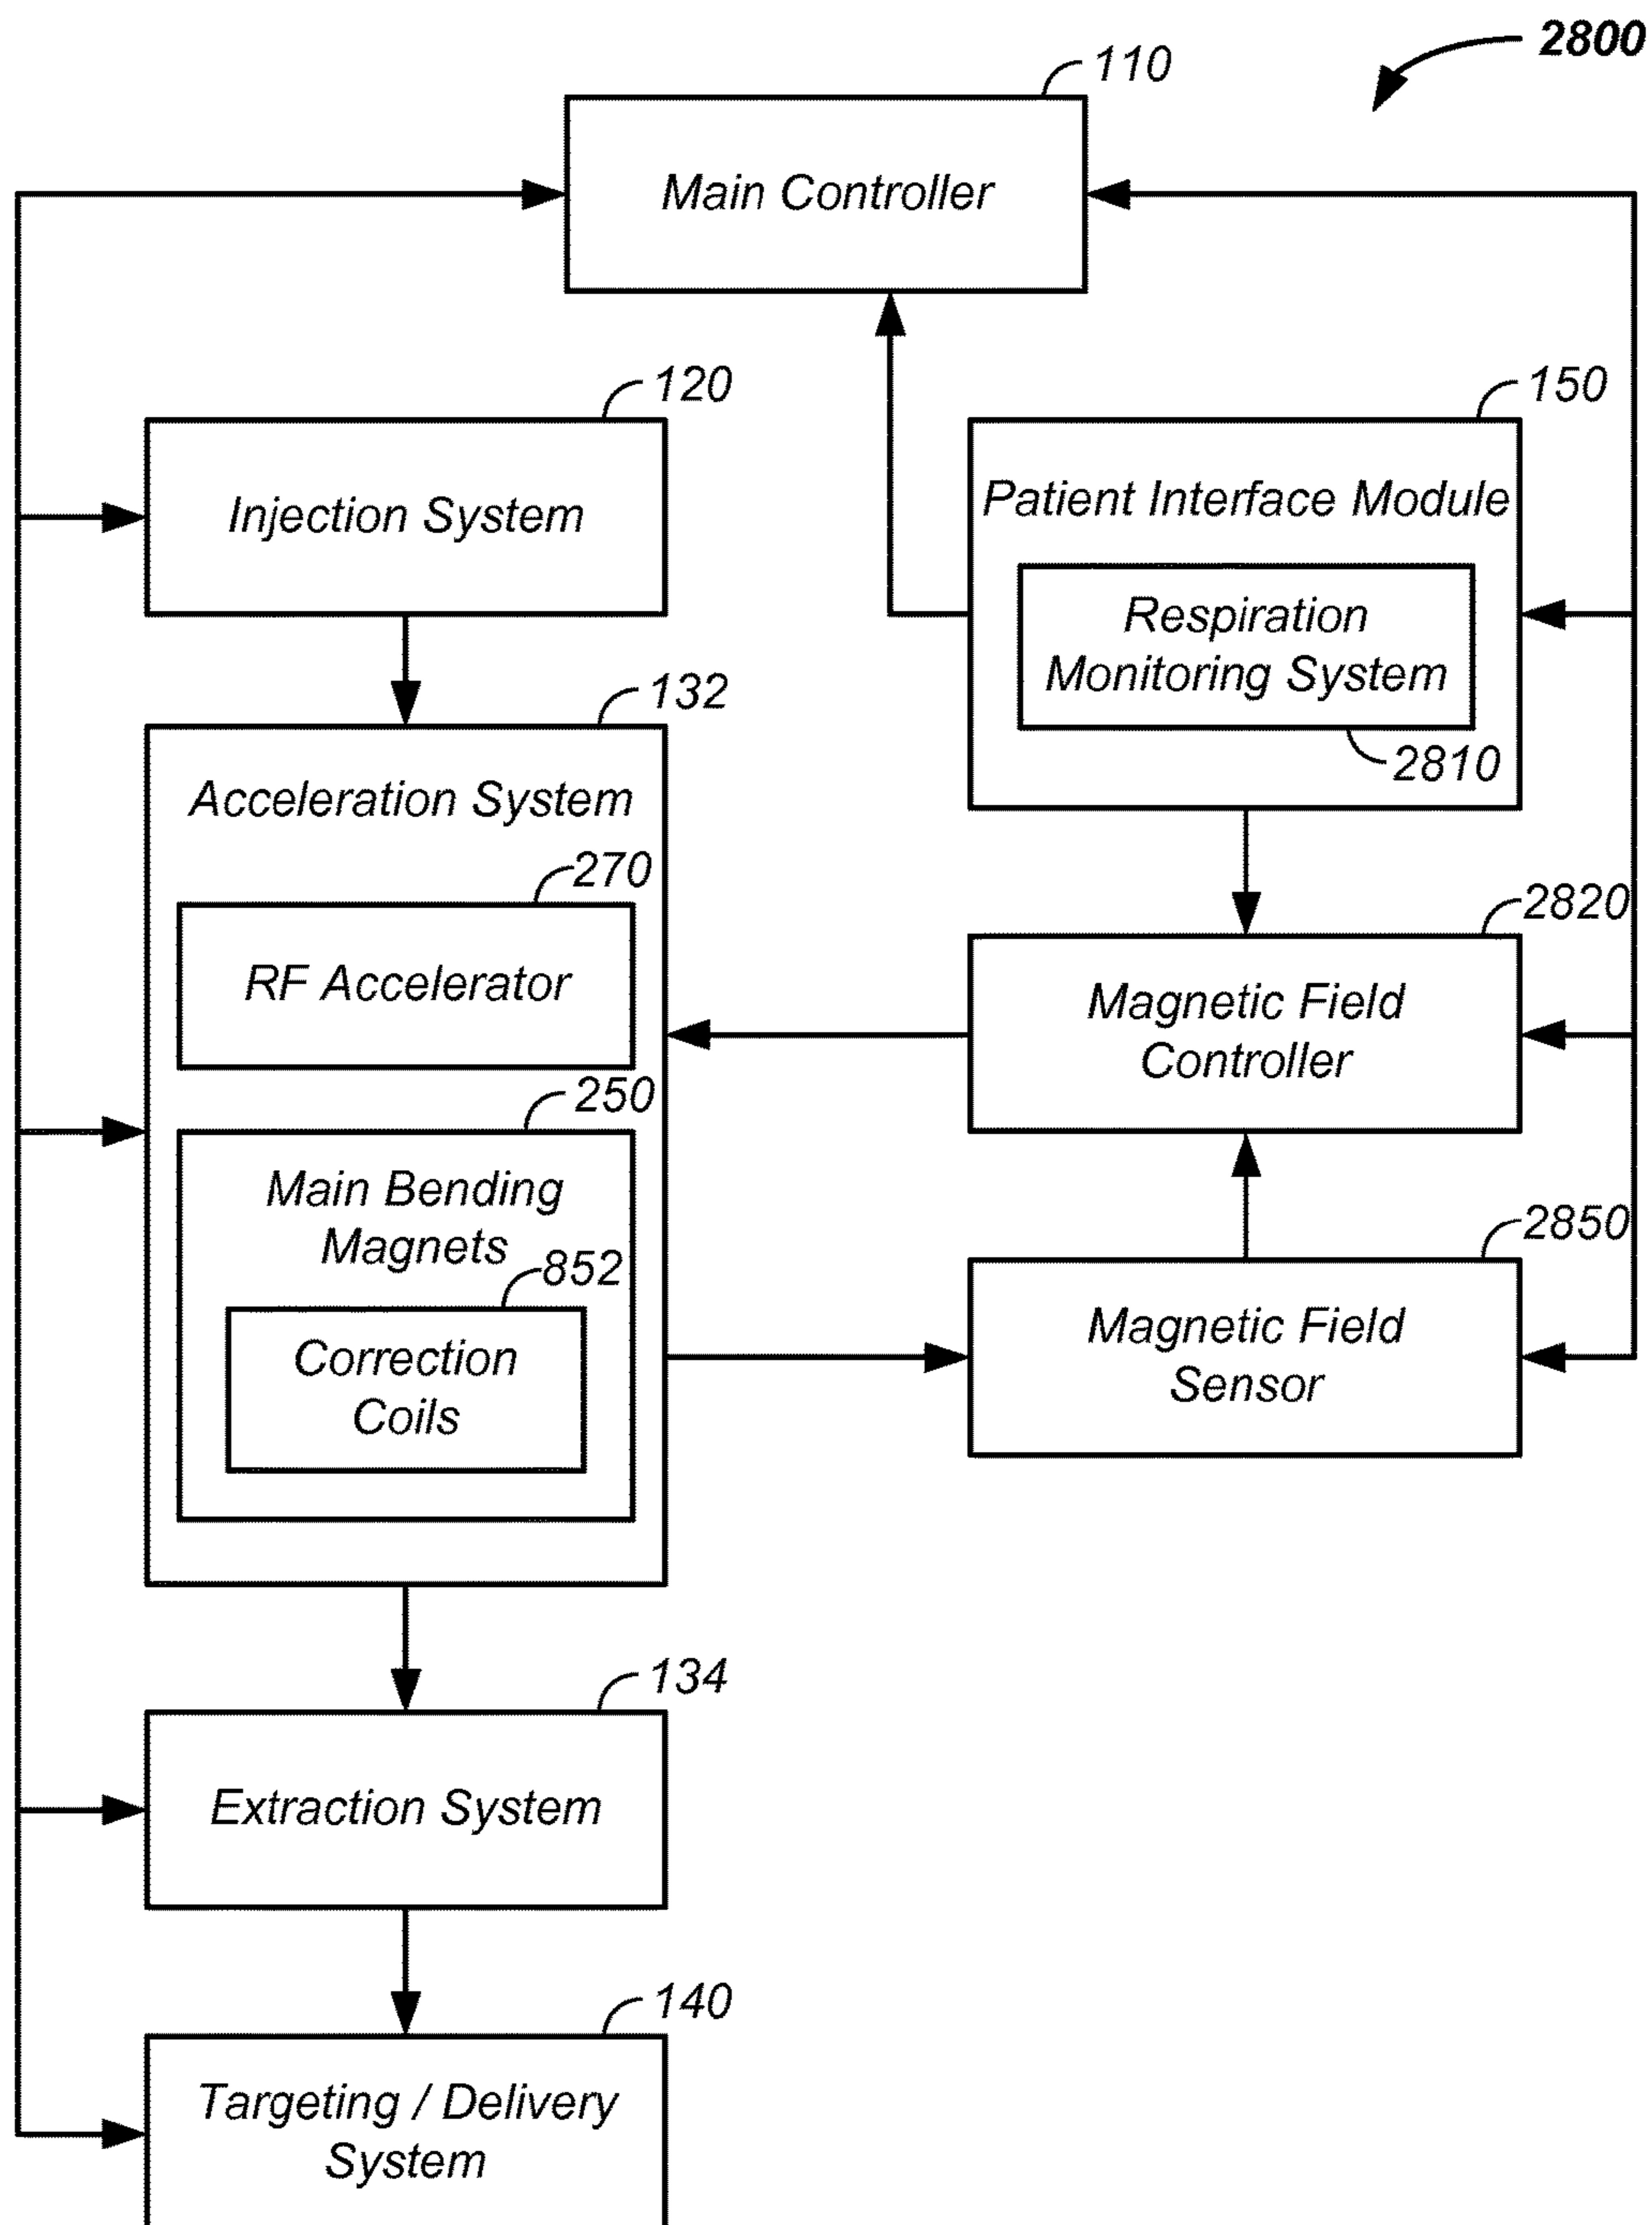 2800
110
Main Controller
120
Injection System
150
Patient Interface Module
Respiration
Monitoring System
2810
132
Acceleration System
270
RF Accelerator
250
Main Bending
Magnets
852
Correction
Coils
2820
Magnetic Field
Controller
2850
Magnetic Field
Sensor
134
Extraction System
140
Targeting / Delivery
System